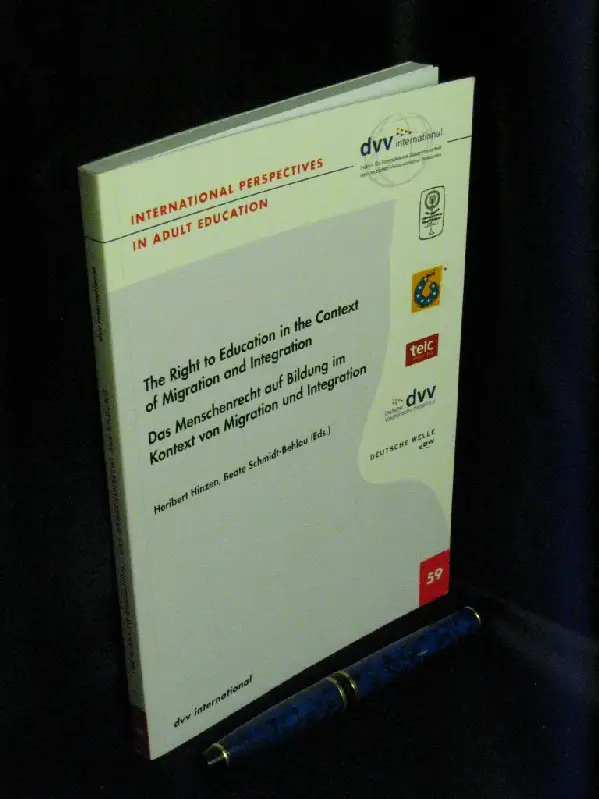 INTERNATIONAL PERSPECTIVES
IN ADULT EDUCATION
dvv international
The Right to Education in the Context
of Migration and Integration
Das Menschenrecht auf Bildung im
Kontext von Migration und Integration
Heribert Hinzen, Beate Schmidt-Behlau (Eds.)
teic
dvv
DEUTSCHE WELLE
DW
59
dvv international